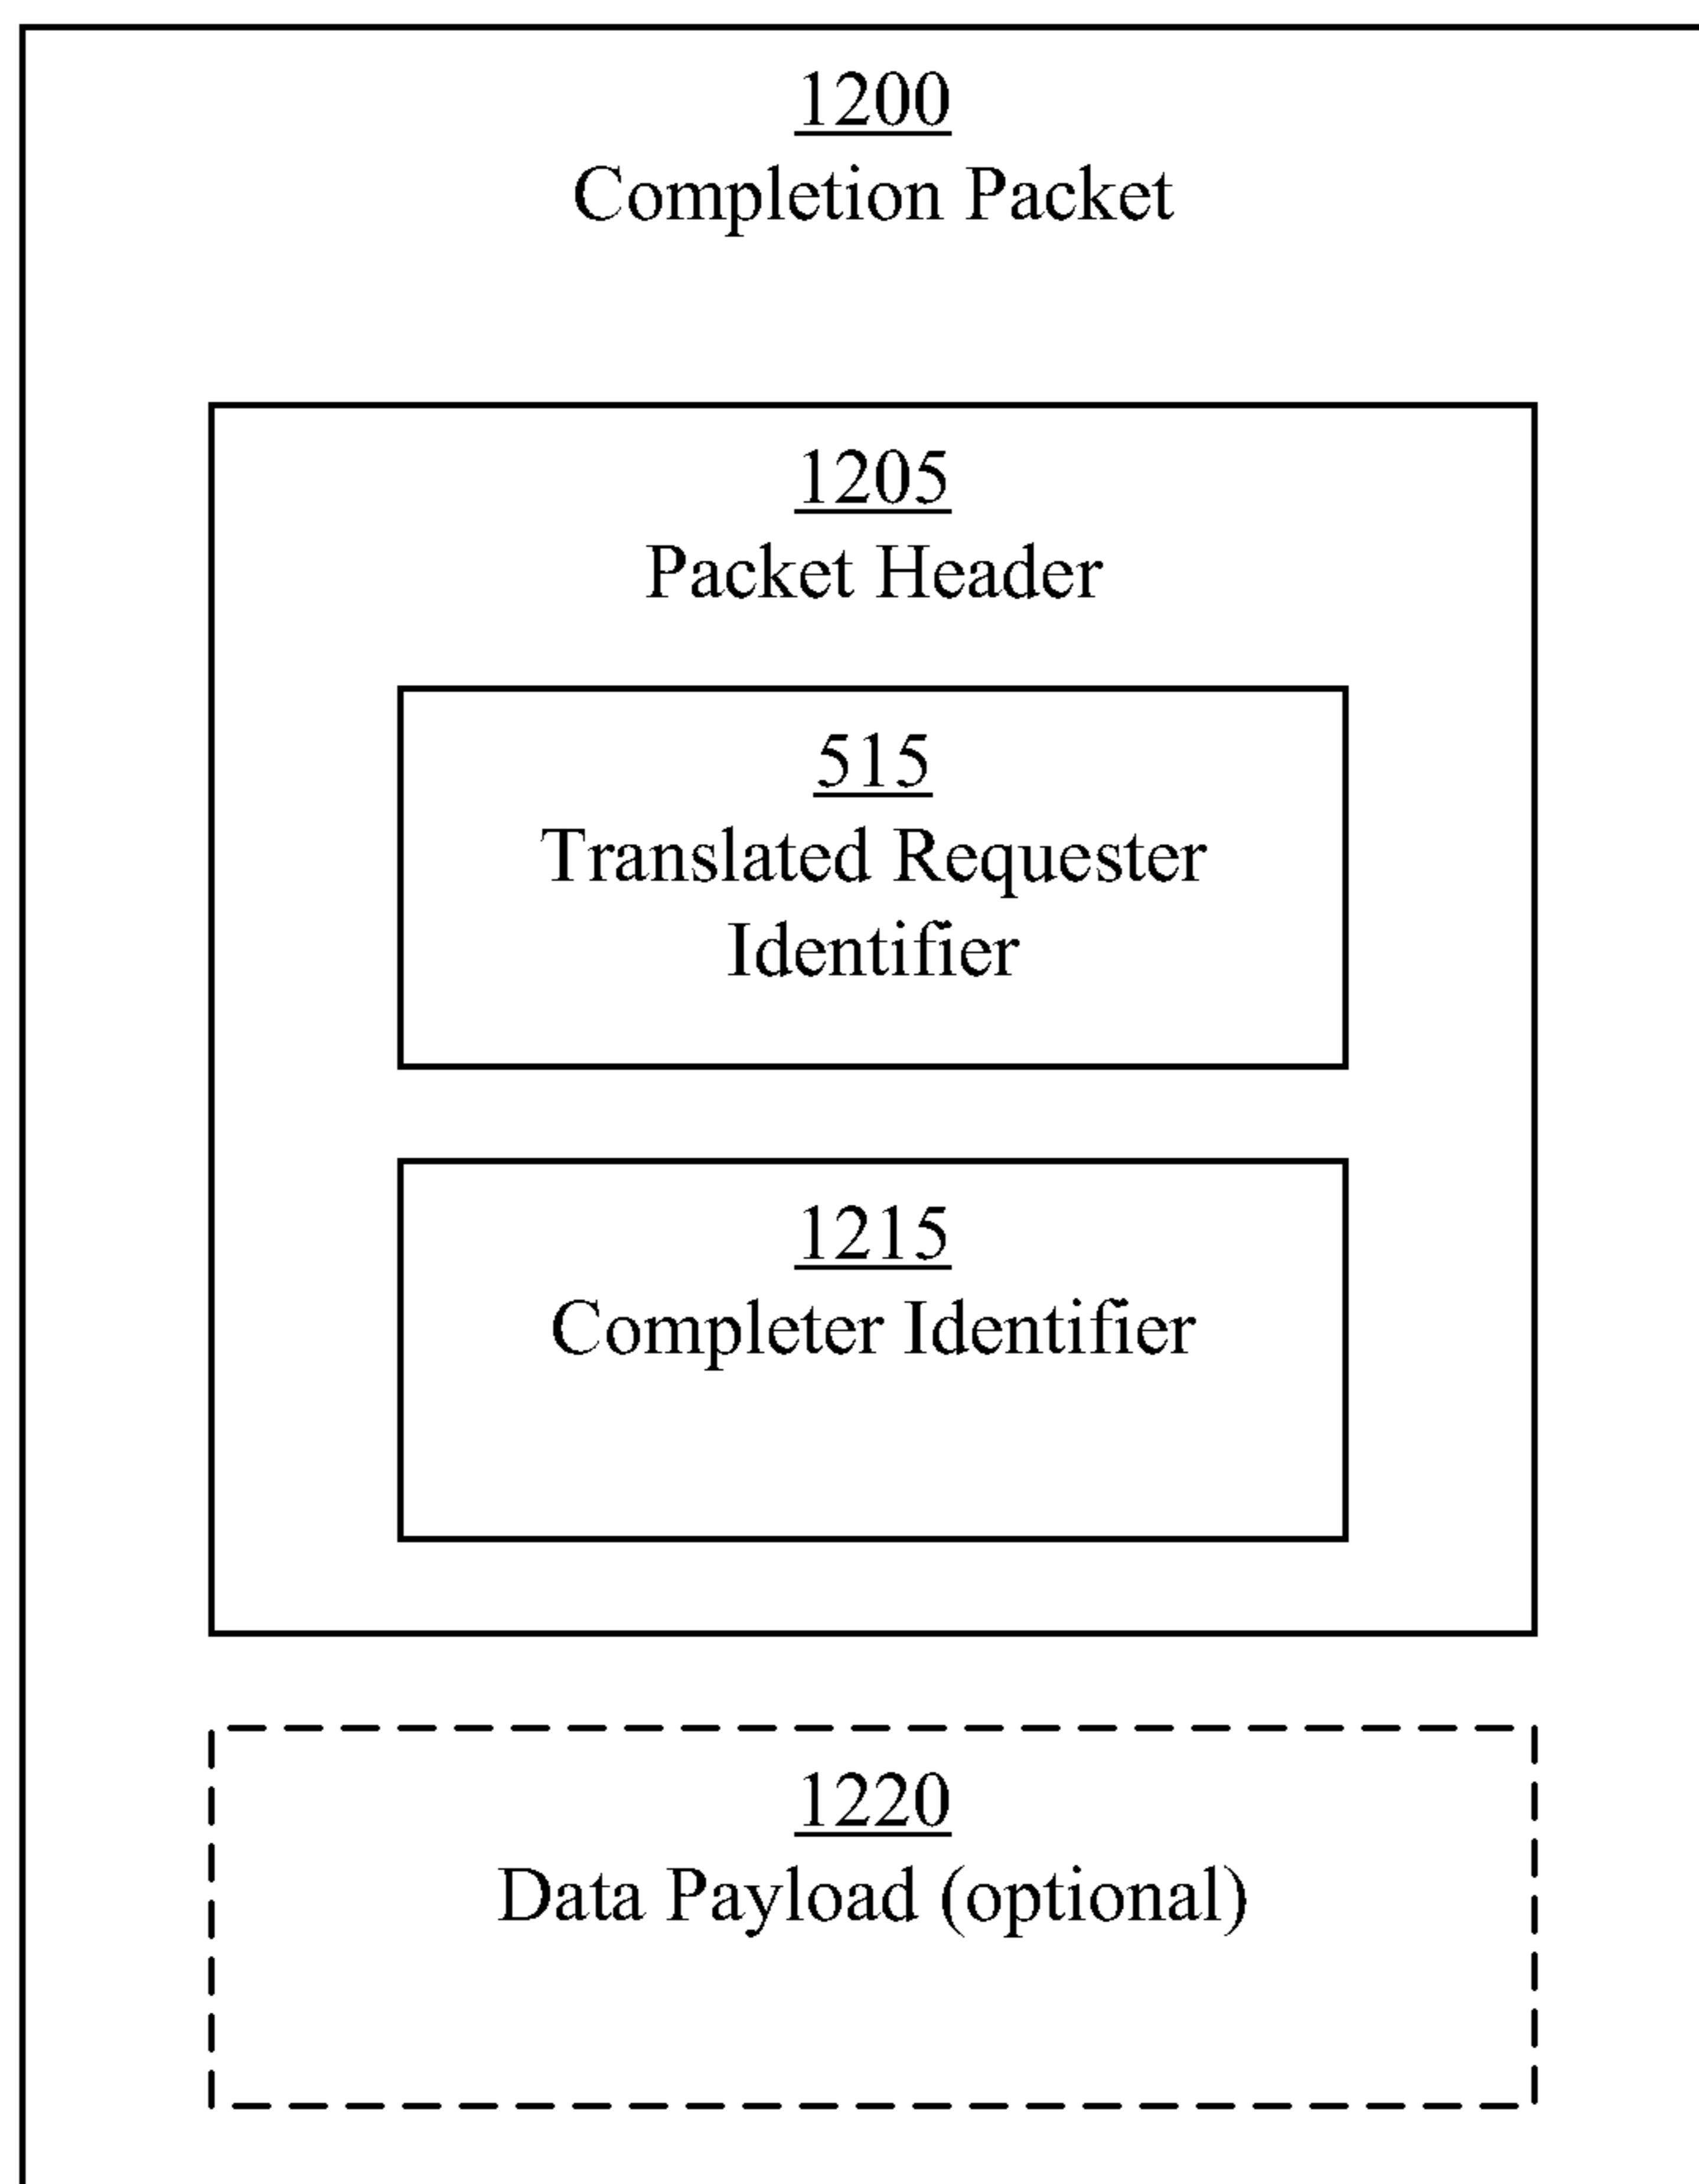 1200
Completion Packet
1205
Packet Header
515
Translated Requester
Identifier
1215
Completer Identifier
1220
Data Payload (optional)